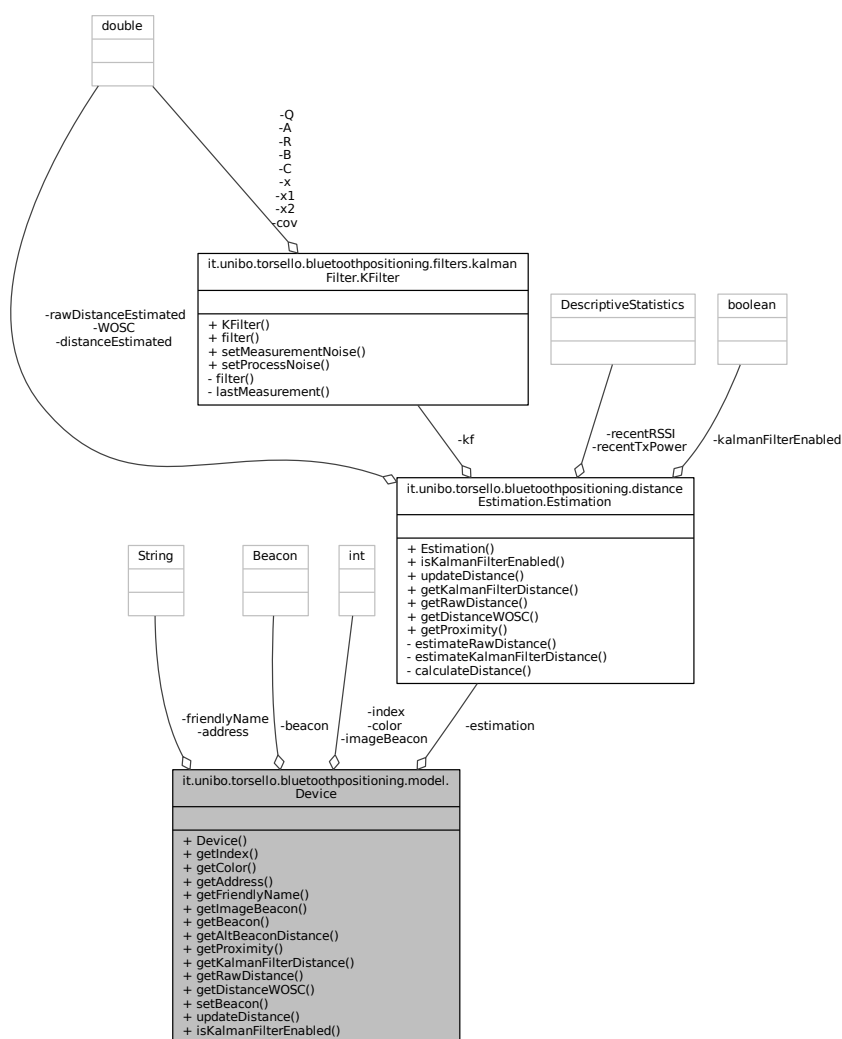 double
-Q
-A
-R
-B
-C
-x
-x1
-x2
-cov
it.unibo.torsello.bluetoothpositioning.filters.kalman
Filter.KFilter
+ KFilter()
+ filter()
+ setMeasurementNoise()
+ setProcessNoise()
- filter()
- lastMeasurement()
DescriptiveStatistics
boolean
-rawDistanceEstimated
-WOSC
-distanceEstimated
-kf
-recentRSSI
-recentTxPower
-kalmanFilterEnabled
it.unibo.torsello.bluetoothpositioning.distance
Estimation.Estimation
+ Estimation()
+ isKalmanFilterEnabled()
+ updateDistance()
+ getKalmanFilterDistance()
+ getRawDistance()
+ getDistanceWOSC()
+ getProximity()
- estimateRawDistance()
- estimateKalmanFilterDistance()
- calculateDistance()
String
Beacon
int
-friendlyName
-address
-beacon
-index
-color
-imageBeacon
-estimation
it.unibo.torsello.bluetoothpositioning.model.
Device
+ Device()
+ getIndex()
+ getColor()
+ getAddress()
+ getFriendlyName()
+ getImageBeacon()
+ getBeacon()
+ getAltBeaconDistance()
+ getProximity()
+ getKalmanFilterDistance()
+ getRawDistance()
+ getDistanceWOSC()
+ setBeacon()
+ updateDistance()
+ isKalmanFilterEnabled()